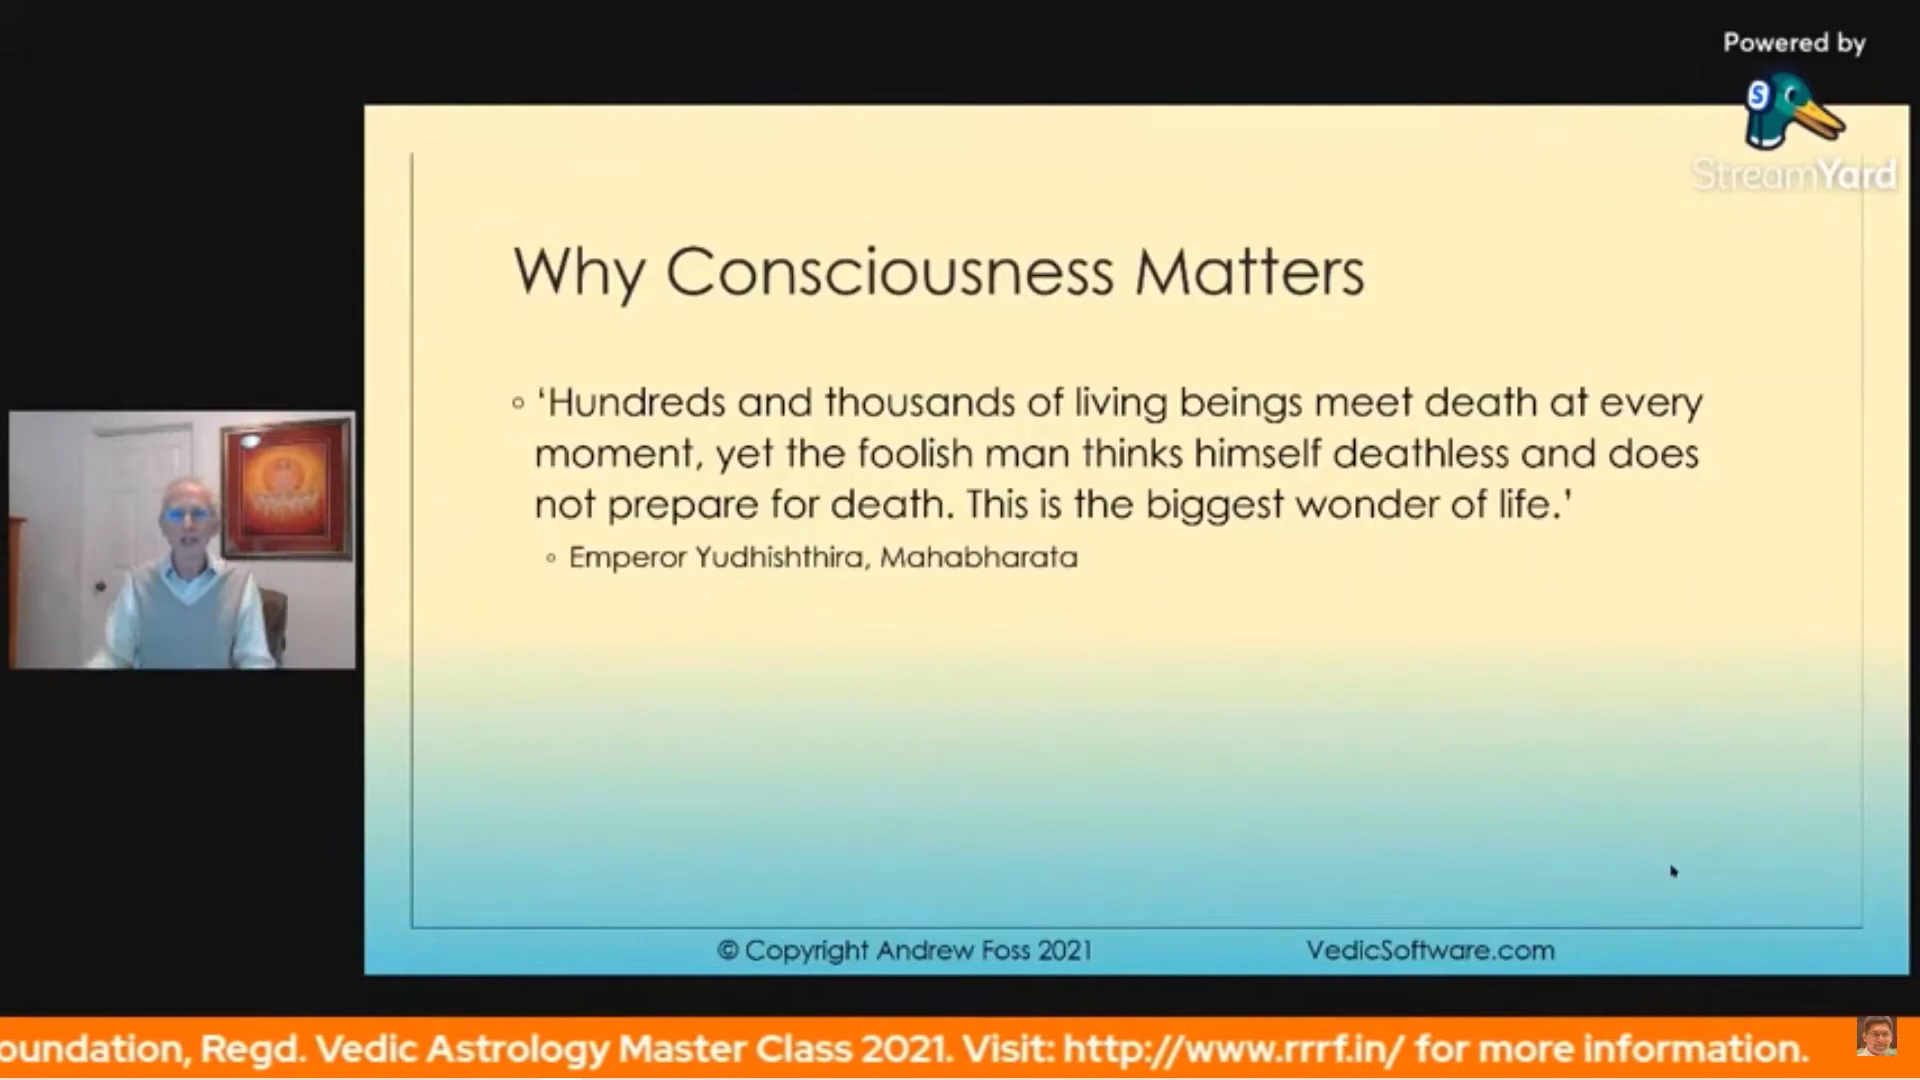 Powered by
S
StreamYard
Why Consciousness Matters
‘Hundreds and thousands of living beings meet death at every
moment, yet the foolish man thinks himself deathless and does
not prepare for death. This is the biggest wonder of life.’
Emperor Yudhishthira, Mahabharata
© Copyright Andrew Foss 2021 VedicSoftware.com
oundation, Regd. Vedic Astrology Master Class 2021. Visit: http://www.rrrf.in/ for more information.